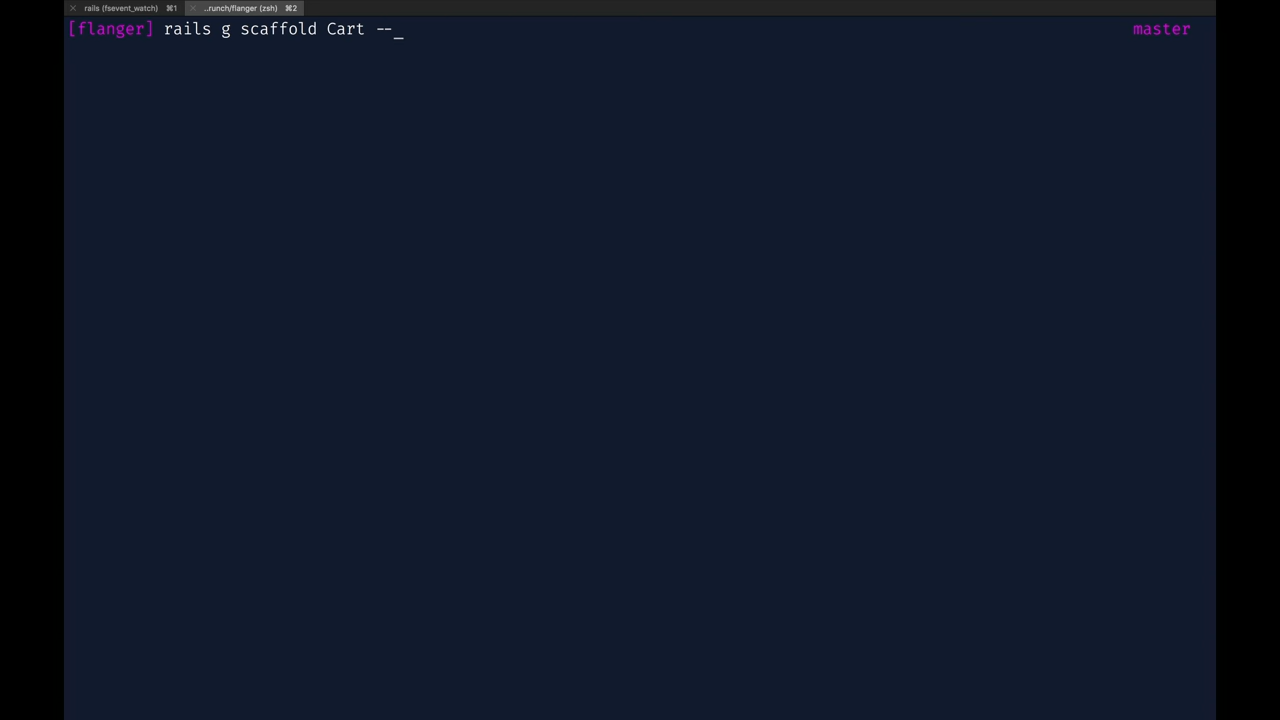 rails (fsevent_watch) ⌘1 ..runch/flanger (zsh) ⌘2
[flanger] rails g scaffold Cart --_ master